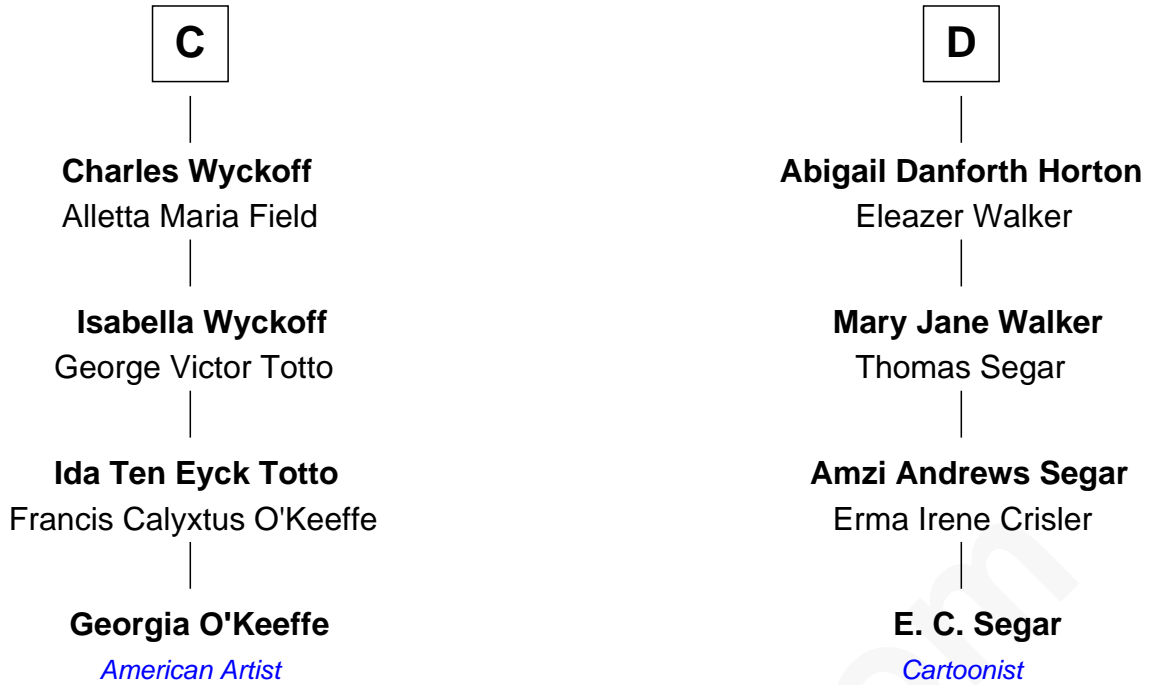 C
Charles Wyckoff
Alletta Maria Field
Isabella Wyckoff
George Victor Totto
Ida Ten Eyck Totto
Francis Calyxtus O'Keeffe
Georgia O'Keeffe
American Artist
D
Abigail Danforth Horton
Eleazer Walker
Mary Jane Walker
Thomas Segar
Amzi Andrews Segar
Erma Irene Crisler
E. C. Segar
Cartoonist